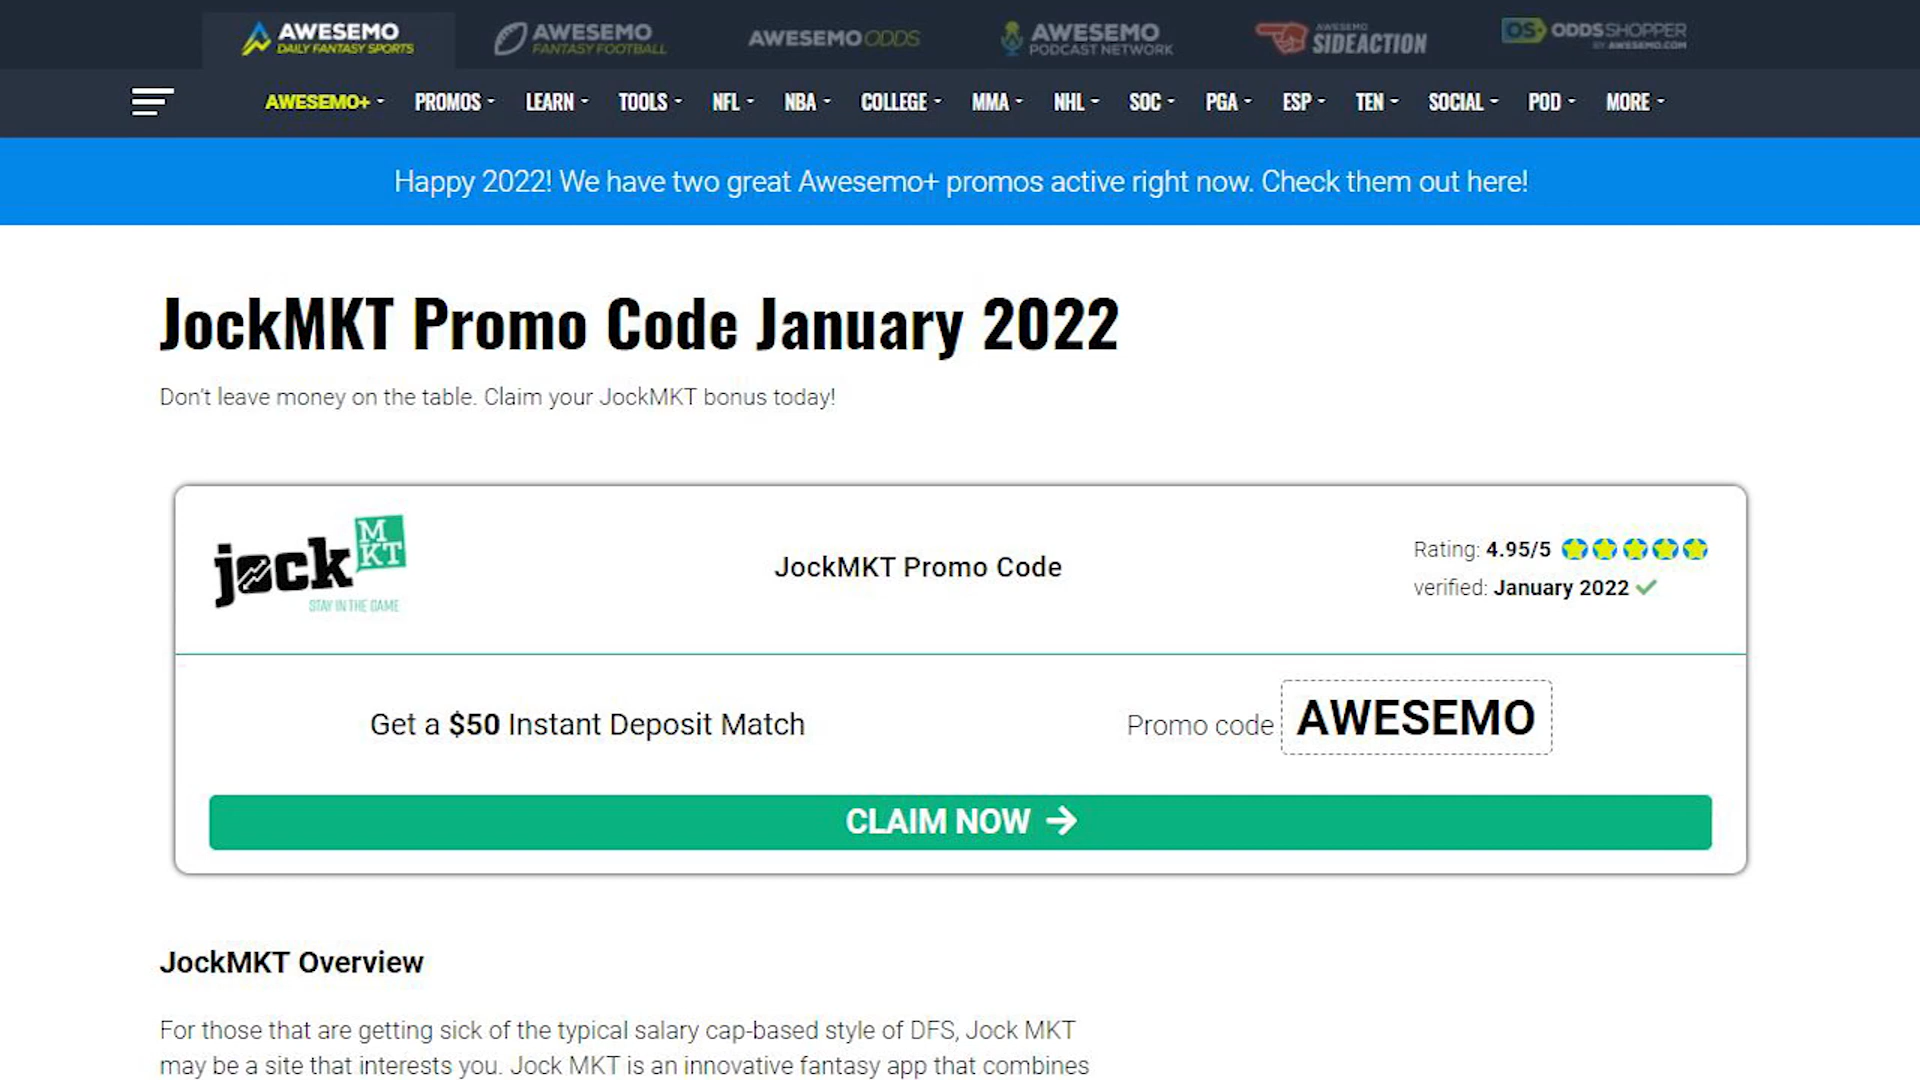 AWESEMO DAILY FANTASY SPORTS
AWESEMO FANTASY FOOTBALL
AWESEMO ODDS
AWESEMO PODCAST NETWORK
AWESEMO SIDEACTION
OS ODDSSHOPPER BY AWESEMO.COM
AWESEMO+ PROMOS LEARN TOOLS NFL NBA COLLEGE MMA NHL SOC PGA ESP TEN SOCIAL POD MORE
Happy 2022! We have two great Awesemo+ promos active right now. Check them out here!
JockMKT Promo Code January 2022
Don't leave money on the table. Claim your JockMKT bonus today!
jock MKT
STAY IN THE GAME
JockMKT Promo Code
Rating: 4.95/5
verified: January 2022
Get a $50 Instant Deposit Match
Promo code AWESEMO
CLAIM NOW
JockMKT Overview
For those that are getting sick of the typical salary cap-based style of DFS, Jock MKT
may be a site that interests you. Jock MKT is an innovative fantasy app that combines